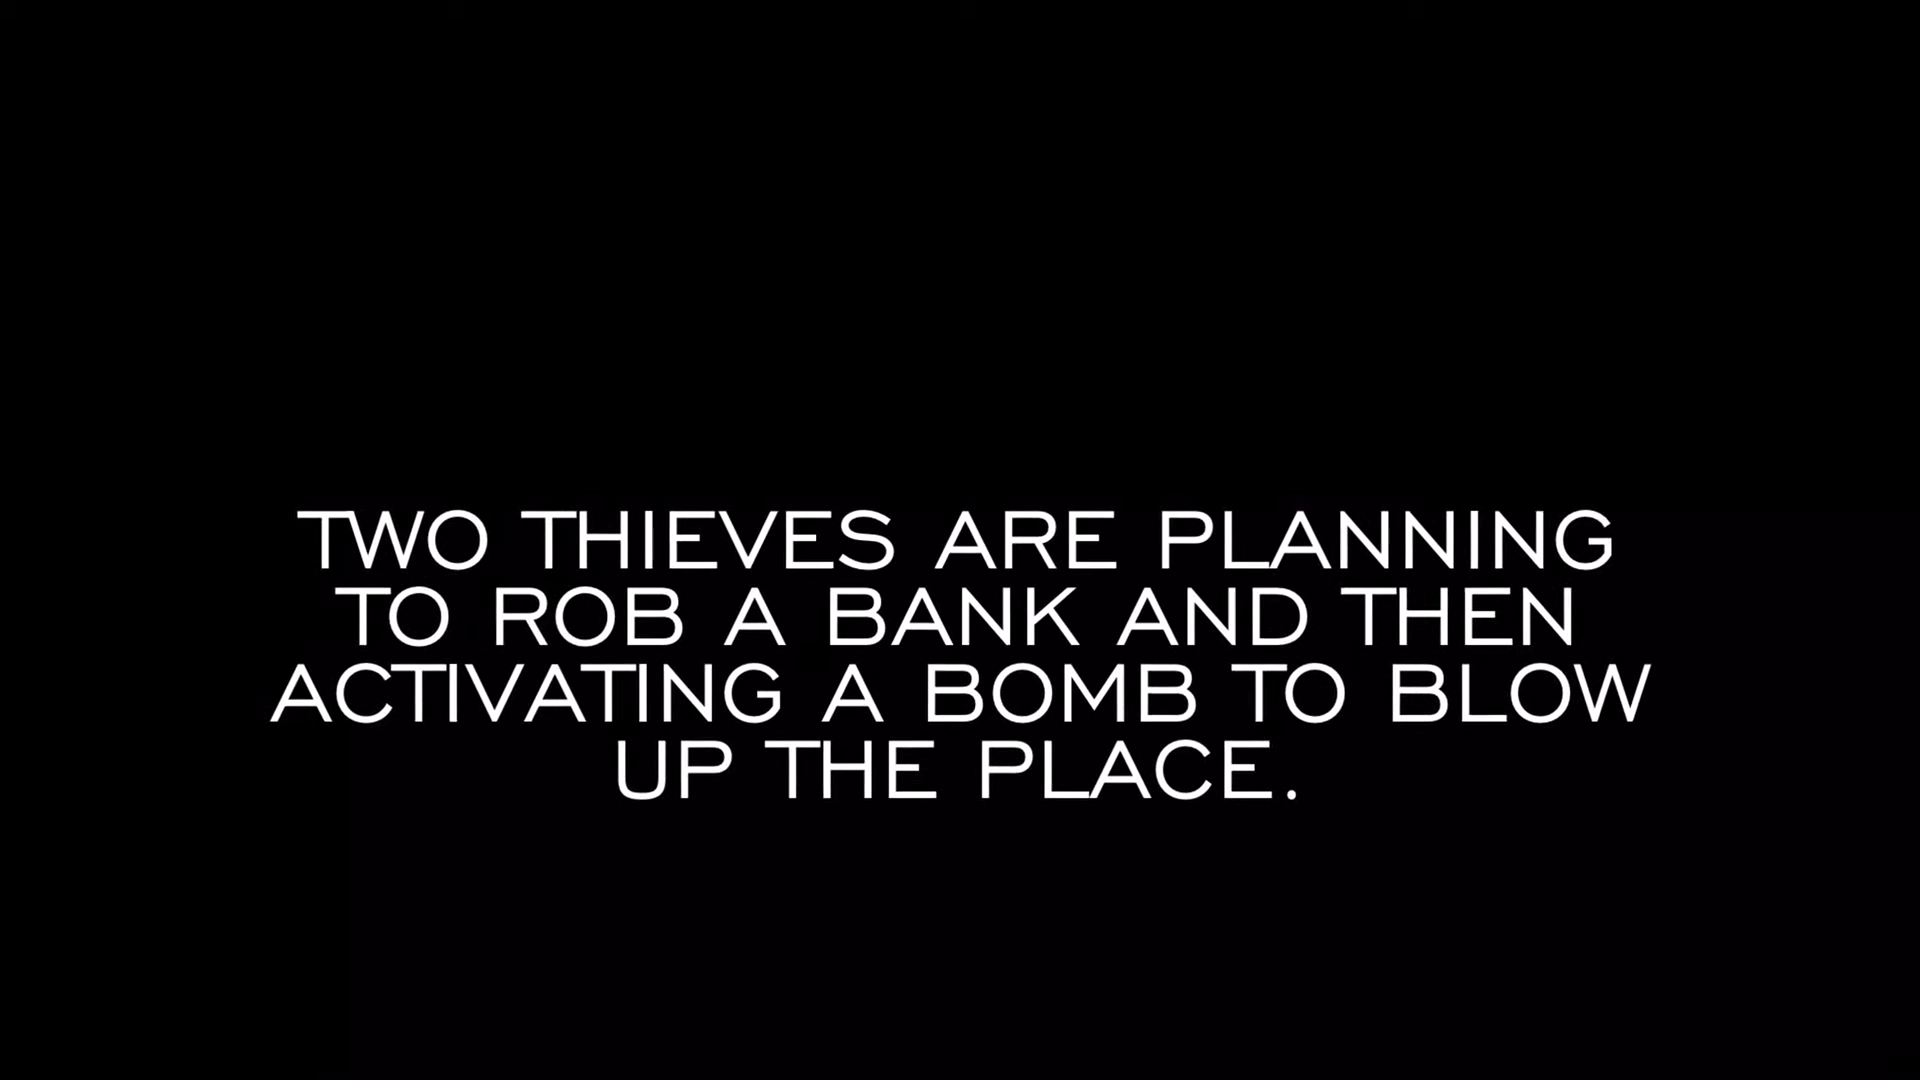 TWO THIEVES ARE PLANNING
TO ROB A BANK AND THEN
ACTIVATING A BOMB TO BLOW
UP THE PLACE.